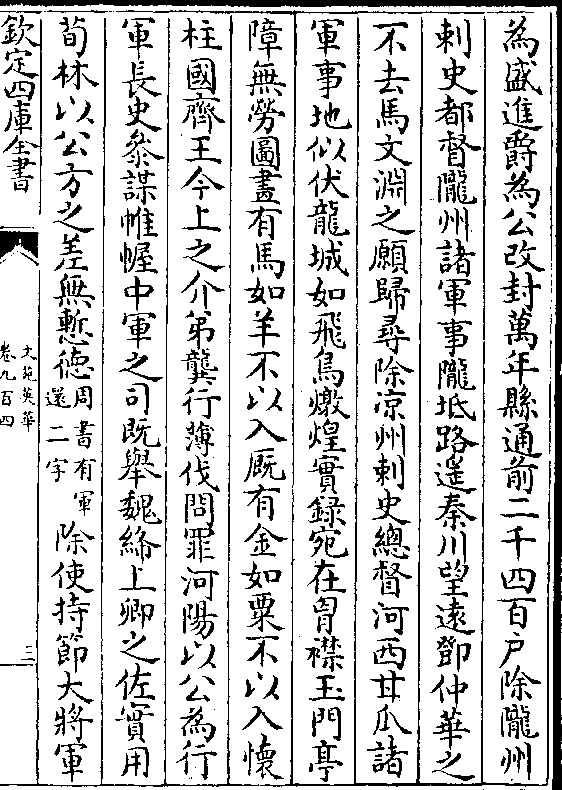 為盛進爵為公改封萬年縣通前二千四百户除隴州
刺史都督隴州諸軍事隴坻路遥秦川望遠鄧仲華之
不去馬文淵之願歸尋除凉州刺史總督河西甘瓜諸
軍事地似伏龍城如飛鳥燉煌實録宛在胷襟玉門亭
障無勞圖畫有馬如羊不以入厩有金如粟不以入懷
柱國齊王今上之介弟龔行薄伐問罪河陽以公為行
軍長史叅謀帷幄中軍之司既舉魏絳上卿之佐實用
荀林以公方之差無慙徳周書有軍還二字除使持節大將軍
欽定四庫全書
文苑英華
卷九百四
三